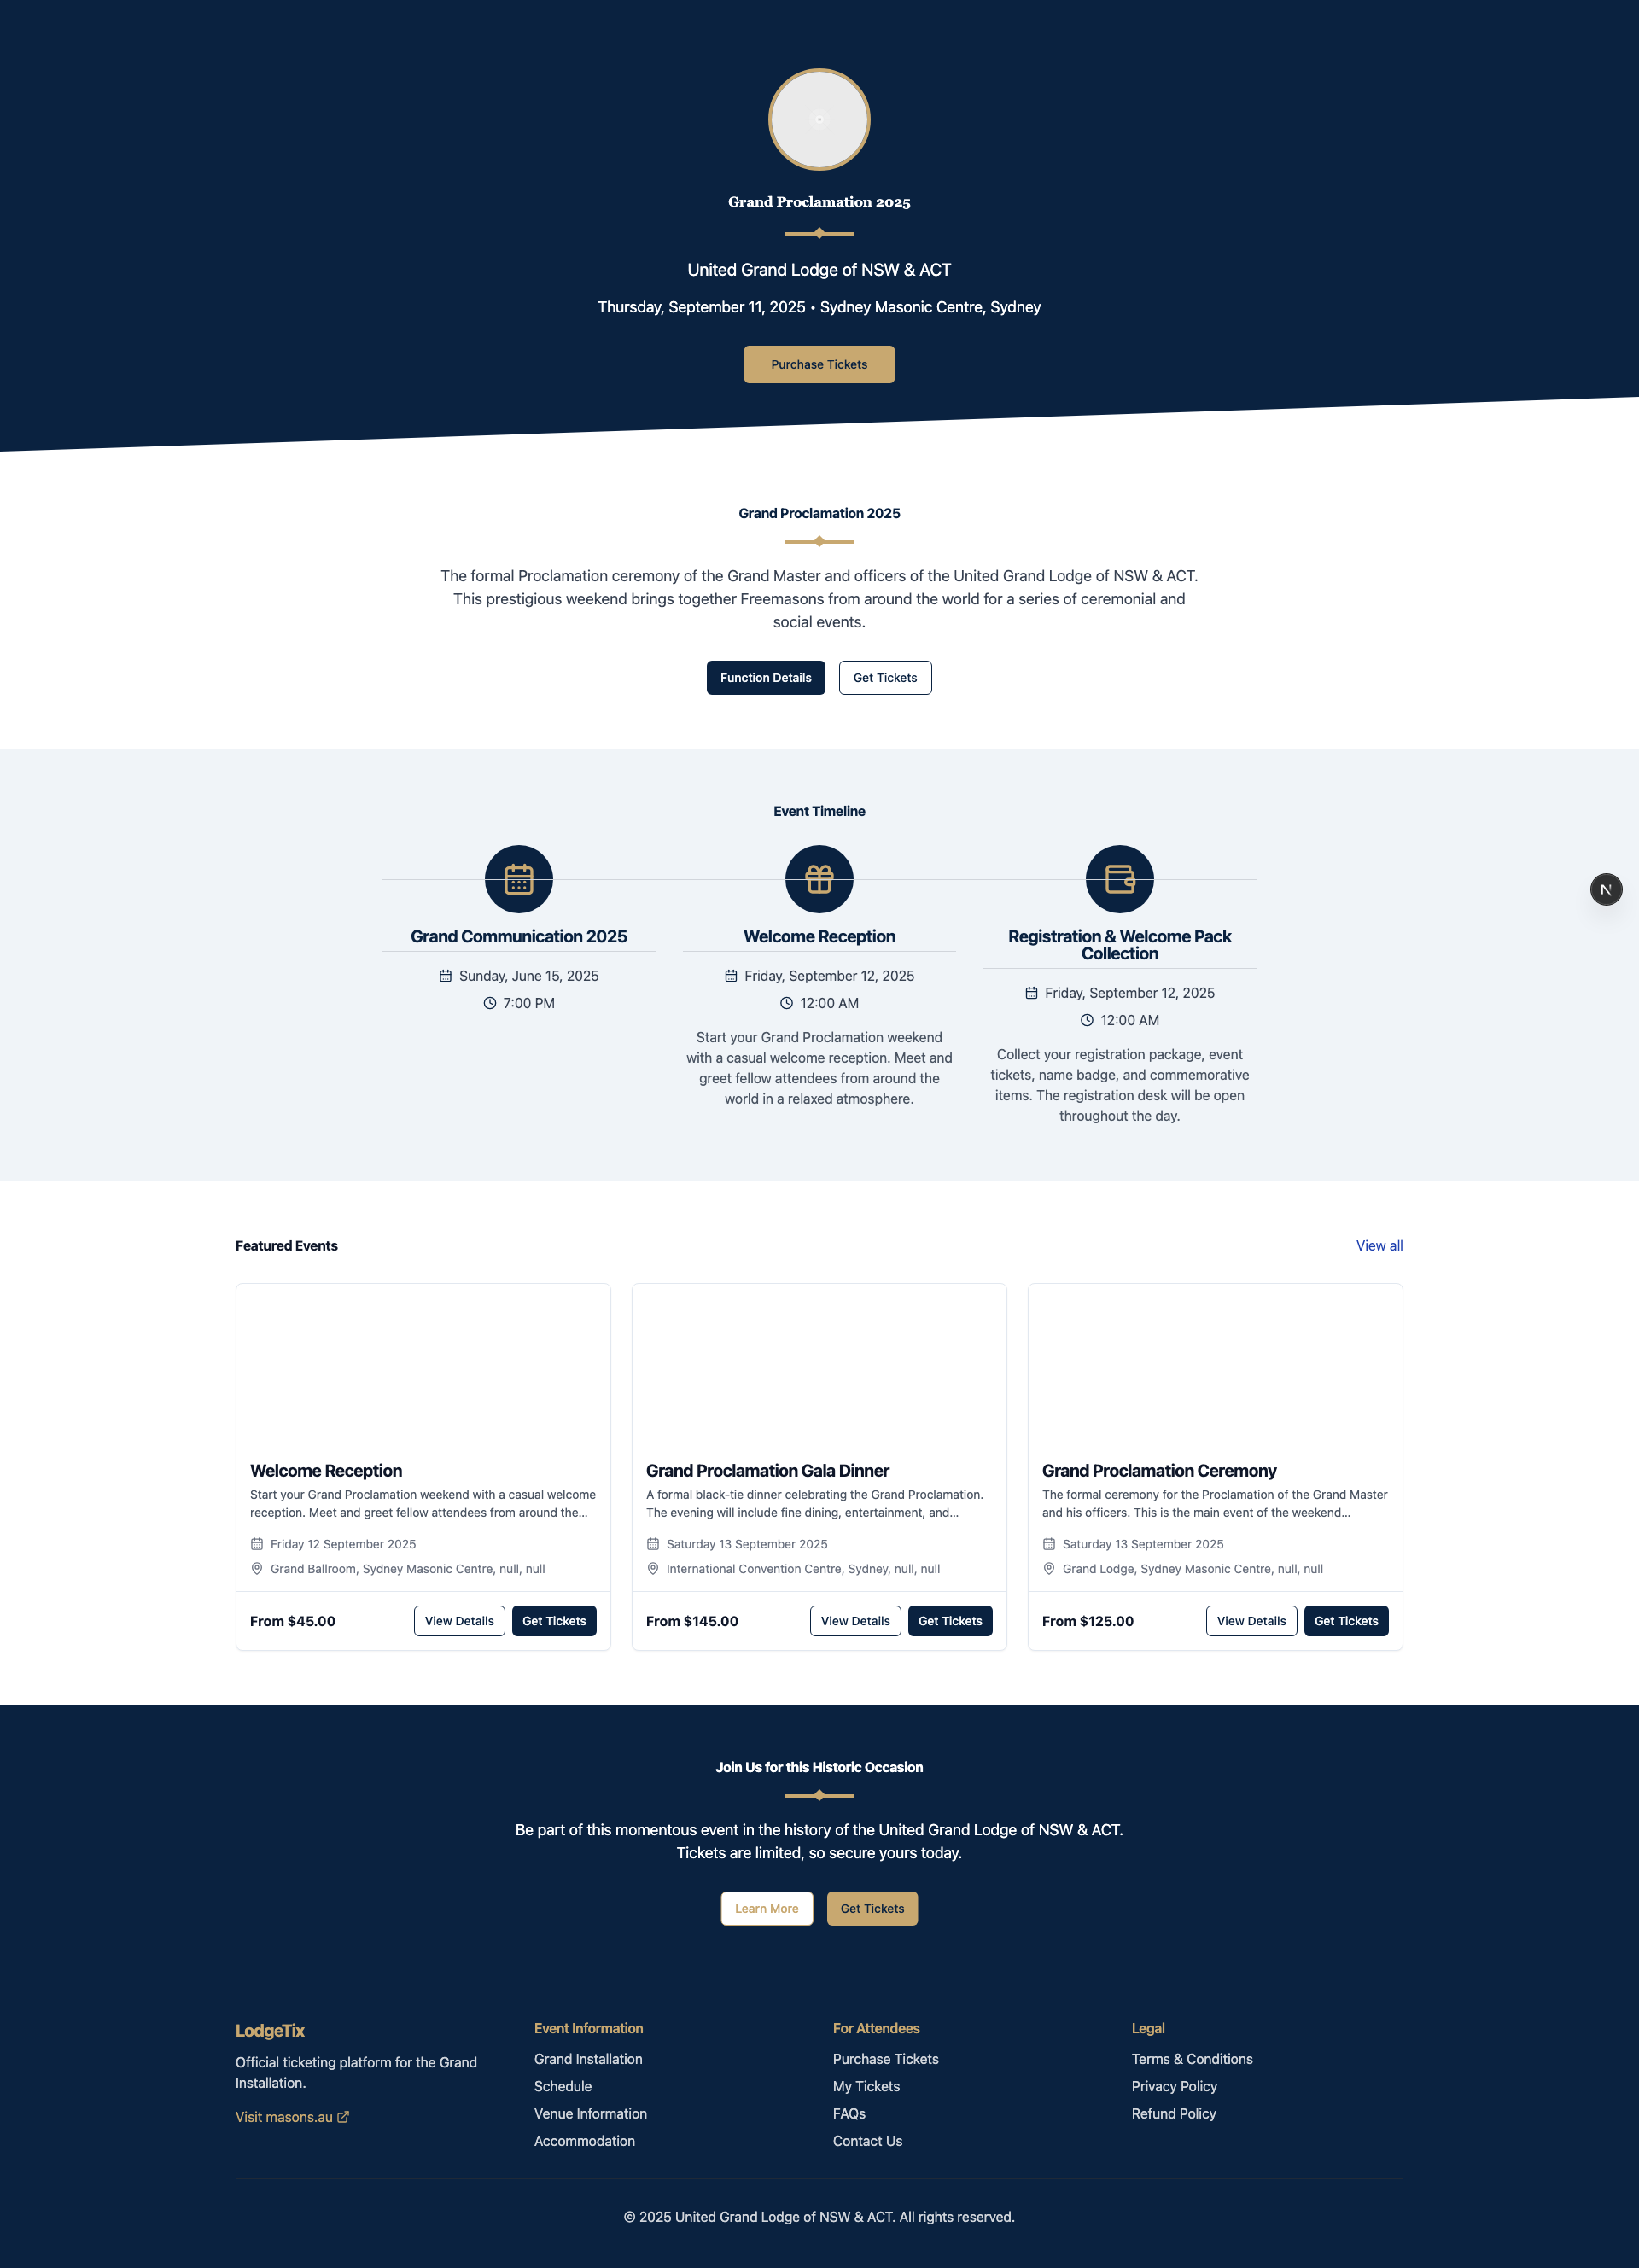 Grand Proclamation 2025
United Grand Lodge of NSW & ACT
Thursday, September 11, 2025 • Sydney Masonic Centre, Sydney
Purchase Tickets
Grand Proclamation 2025
The formal Proclamation ceremony of the Grand Master and officers of the United Grand Lodge of NSW & ACT.
This prestigious weekend brings together Freemasons from around the world for a series of ceremonial and
social events.
Function Details
Get Tickets
Event Timeline
Grand Communication 2025
Sunday, June 15, 2025
7:00 PM
Welcome Reception
Friday, September 12, 2025
12:00 AM
Start your Grand Proclamation weekend
with a casual welcome reception. Meet and
greet fellow attendees from around the
world in a relaxed atmosphere.
Registration & Welcome Pack
Collection
Friday, September 12, 2025
12:00 AM
Collect your registration package, event
tickets, name badge, and commemorative
items. The registration desk will be open
throughout the day.
N
Featured Events
View all
Welcome Reception
Start your Grand Proclamation weekend with a casual welcome
reception. Meet and greet fellow attendees from around the...
Friday 12 September 2025
Grand Ballroom, Sydney Masonic Centre, null, null
From $45.00
View Details
Get Tickets
Grand Proclamation Gala Dinner
A formal black-tie dinner celebrating the Grand Proclamation.
The evening will include fine dining, entertainment, and...
Saturday 13 September 2025
International Convention Centre, Sydney, null, null
From $145.00
View Details
Get Tickets
Grand Proclamation Ceremony
The formal ceremony for the Proclamation of the Grand Master
and his officers. This is the main event of the weekend...
Saturday 13 September 2025
Grand Lodge, Sydney Masonic Centre, null, null
From $125.00
View Details
Get Tickets
Join Us for this Historic Occasion
Be part of this momentous event in the history of the United Grand Lodge of NSW & ACT.
Tickets are limited, so secure yours today.
Learn More
Get Tickets
LodgeTix
Official ticketing platform for the Grand
Installation.
Visit masons.au
Event Information
Grand Installation
Schedule
Venue Information
Accommodation
For Attendees
Purchase Tickets
My Tickets
FAQs
Contact Us
Legal
Terms & Conditions
Privacy Policy
Refund Policy
© 2025 United Grand Lodge of NSW & ACT. All rights reserved.